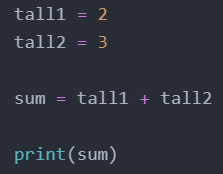 tall1 = 2
tall2 = 3
sum = tall1 + tall2
print(sum)